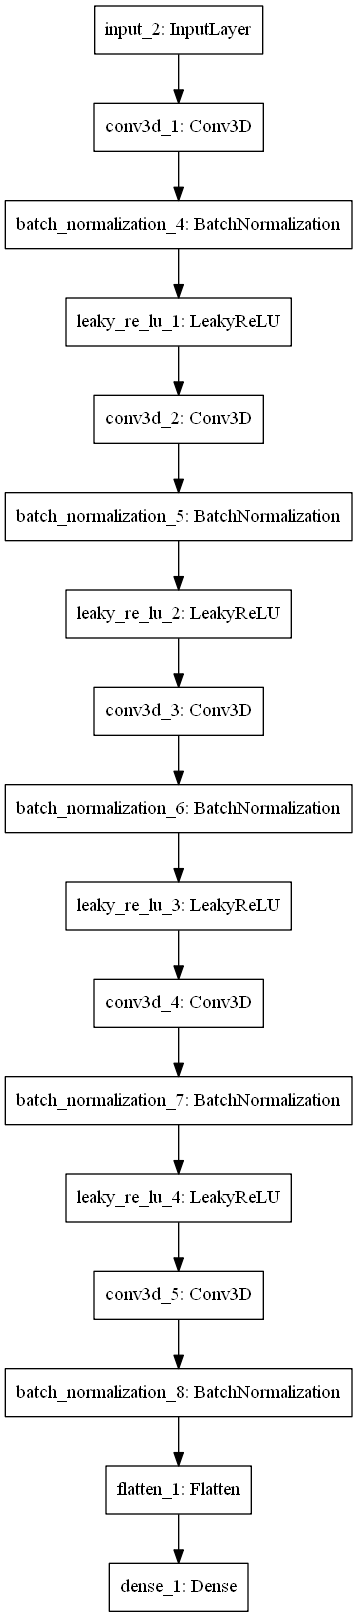 input_2: InputLayer
conv3d_1: Conv3D
batch_normalization_4: BatchNormalization
leaky_re_lu_1: LeakyReLU
conv3d_2: Conv3D
batch_normalization_5: BatchNormalization
leaky_re_lu_2: LeakyReLU
conv3d_3: Conv3D
batch_normalization_6: BatchNormalization
leaky_re_lu_3: LeakyReLU
conv3d_4: Conv3D
batch_normalization_7: BatchNormalization
leaky_re_lu_4: LeakyReLU
conv3d_5: Conv3D
batch_normalization_8: BatchNormalization
flatten_1: Flatten
dense_1: Dense